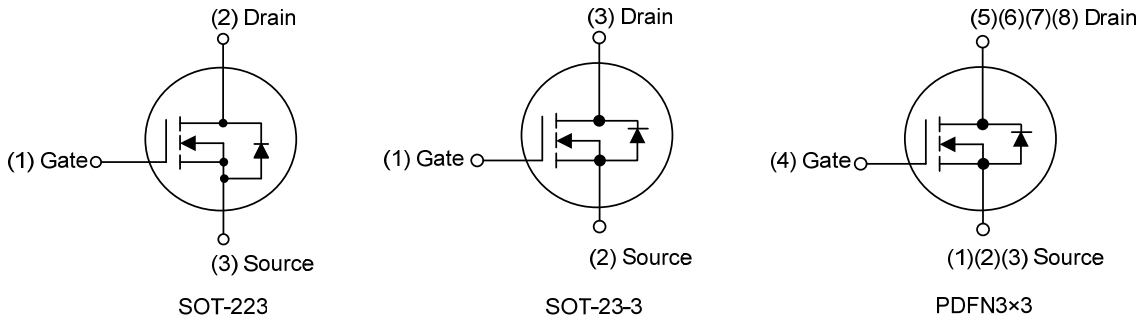 (2) Drain
(1) Gate
(3) Source
SOT-223
(3) Drain
(1) Gate
(2) Source
SOT-23-3
(5)(6)(7)(8) Drain
(4) Gate
(1)(2)(3) Source
PDFN3×3